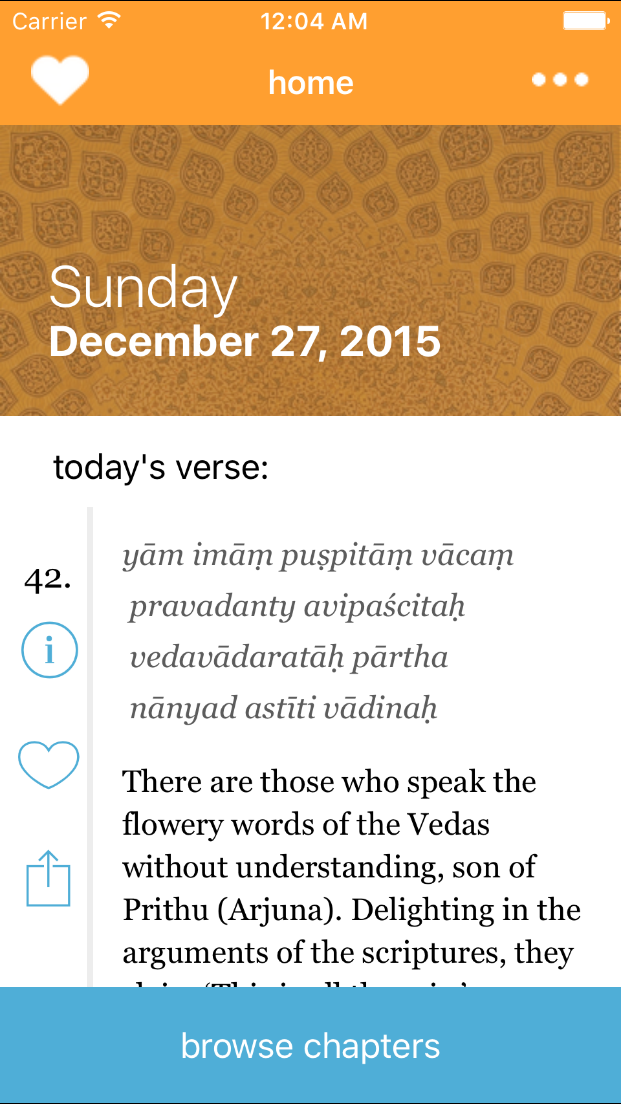 Carrier
12:04 AM
home
Sunday
December 27, 2015
today's verse:
42.
yām imāṃ puṣpitāṃ vācaṃ
pravadanty avipaścitaḥ
vedavādaratāḥ pārtha
nānyad astīti vādinaḥ
There are those who speak the
flowery words of the Vedas
without understanding, son of
Prithu (Arjuna). Delighting in the
arguments of the scriptures, they
browse chapters